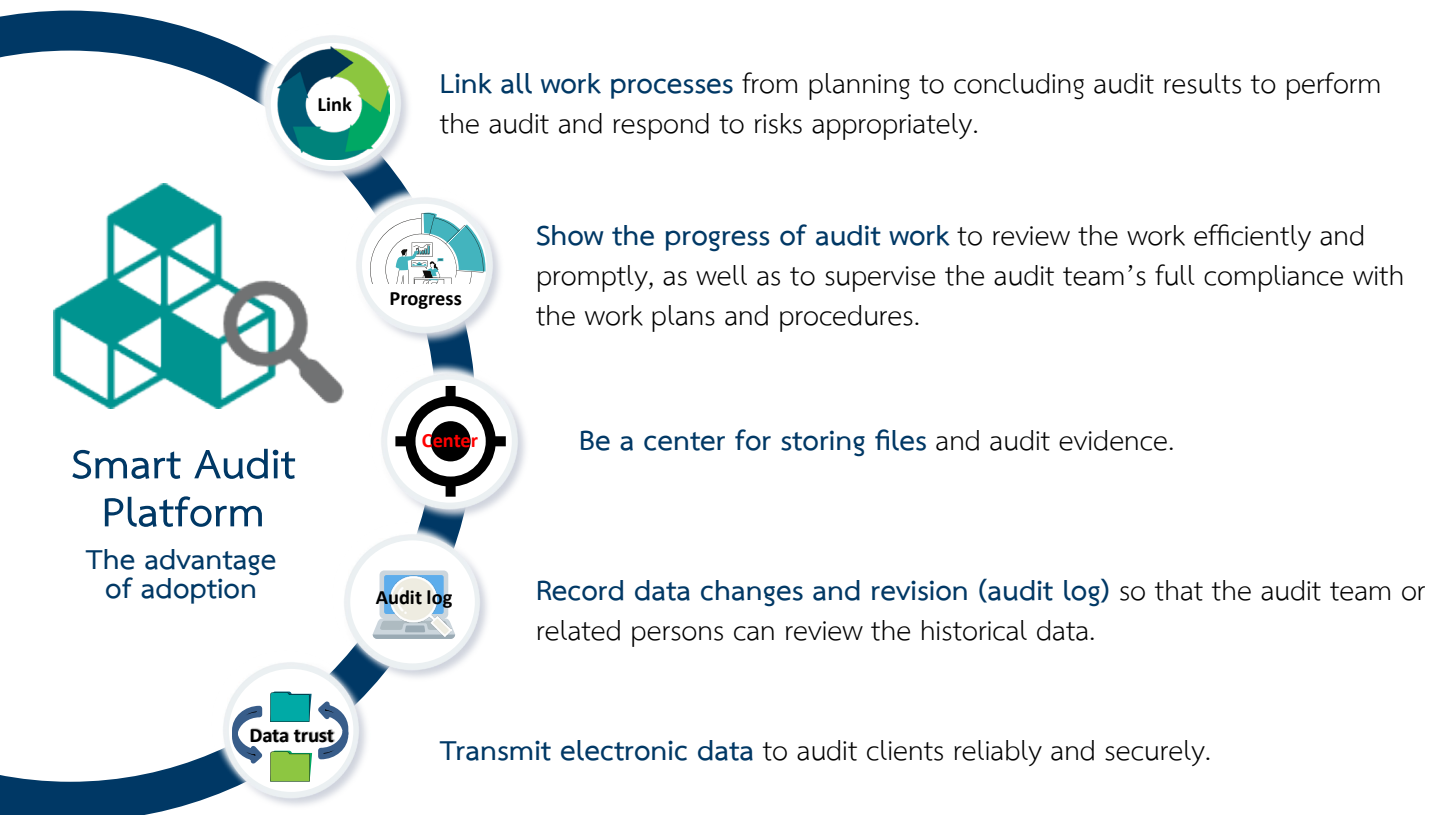 Link
Link all work processes from planning to concluding audit results to perform
the audit and respond to risks appropriately.
Progress
Show the progress of audit work to review the work efficiently and
promptly, as well as to supervise the audit team's full compliance with
the work plans and procedures.
Center
Be a center for storing files and audit evidence.
Smart Audit
Platform
The advantage
of adoption
Audit log
Record data changes and revision (audit log) so that the audit team or
related persons can review the historical data.
Data trust
Transmit electronic data to audit clients reliably and securely.